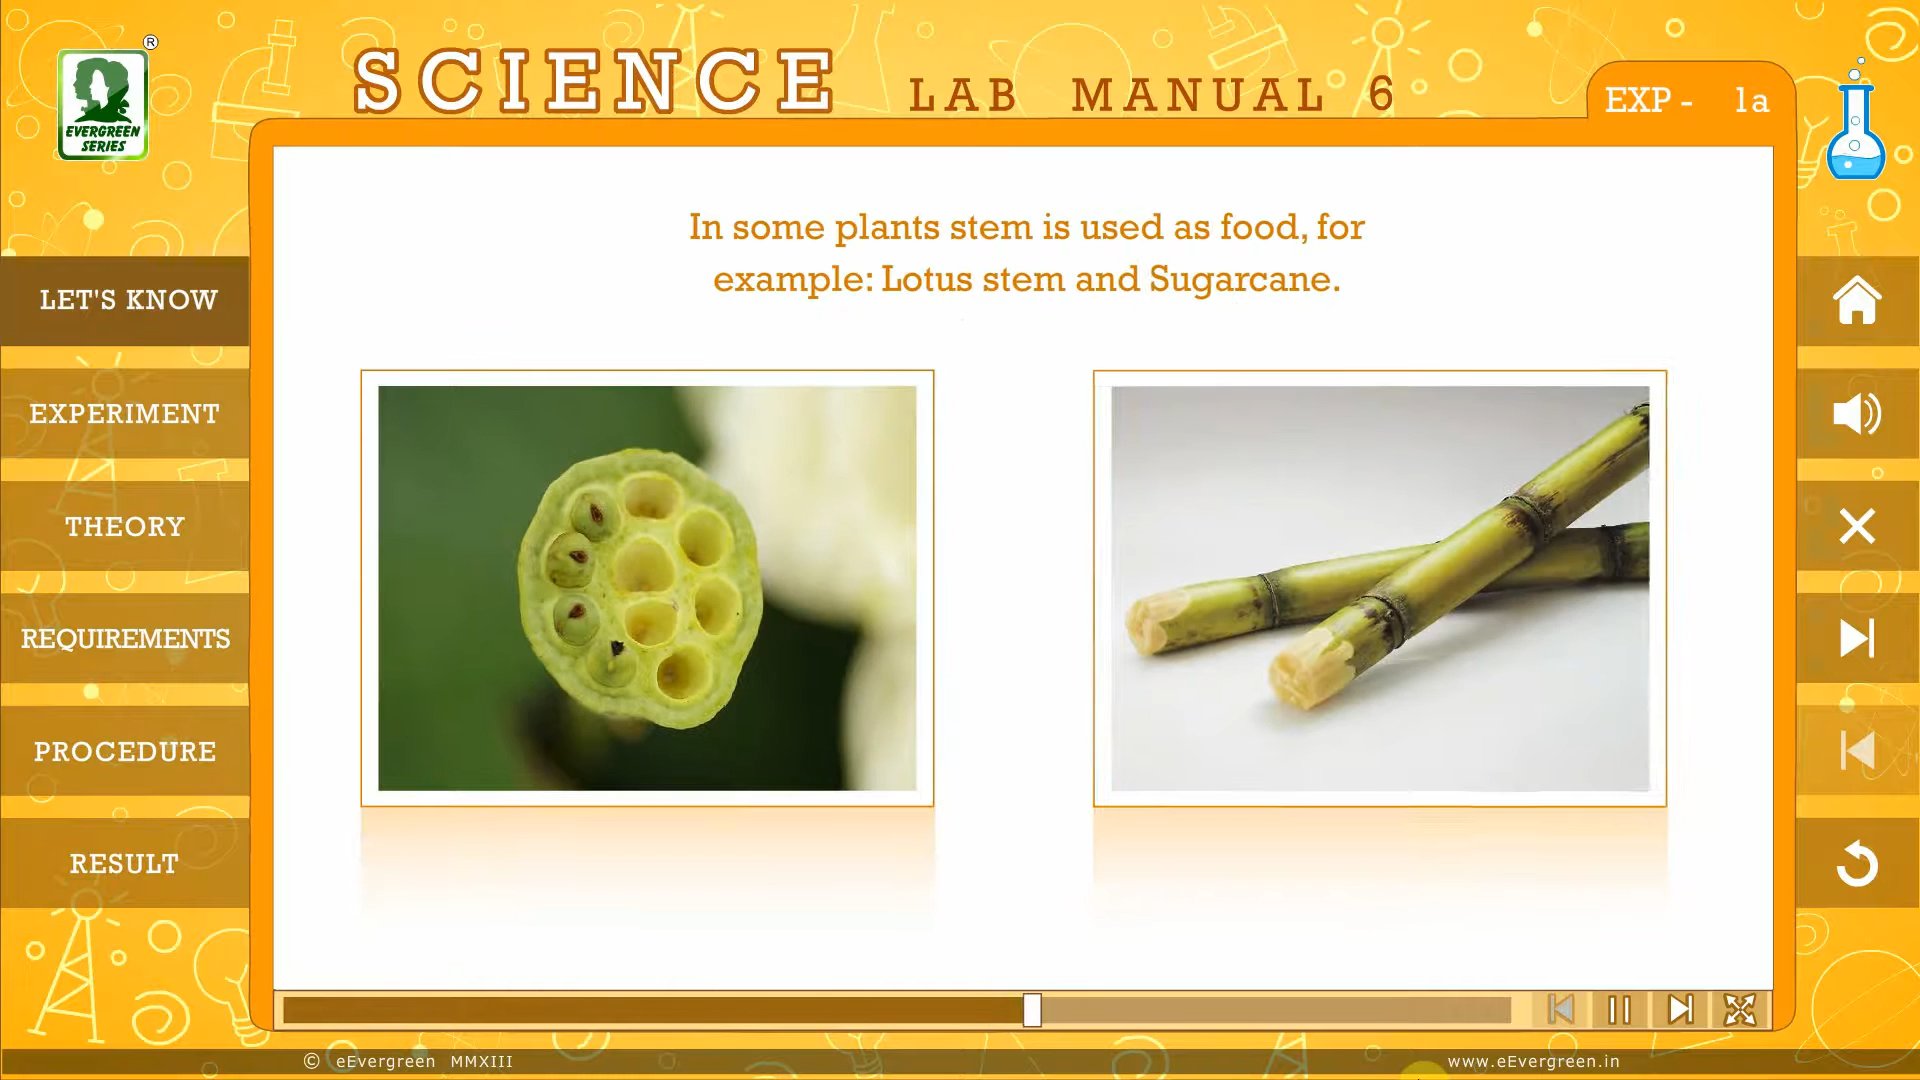 ®
EVERGREEN
SERIES
SCIENCE LAB MANUAL 6
EXP - 1a
In some plants stem is used as food, for
example: Lotus stem and Sugarcane.
LET'S KNOW
EXPERIMENT
THEORY
REQUIREMENTS
PROCEDURE
RESULT
© eEvergreen MMXIII
www.eEvergreen.in